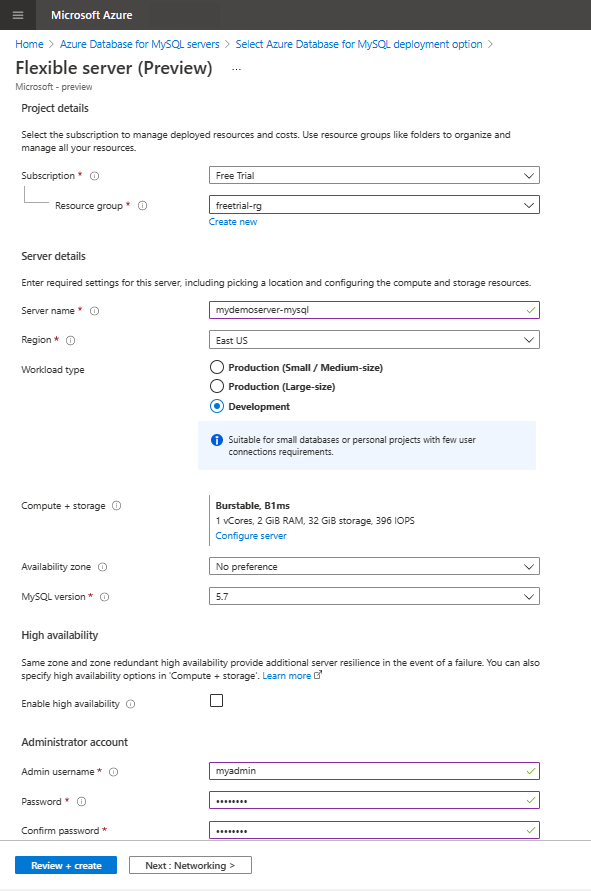 Microsoft Azure
Home > Azure Database for MySQL servers > Select Azure Database for MySQL deployment option >
Flexible server (Preview) ...
Microsoft - preview
Project details
Select the subscription to manage deployed resources and costs. Use resource groups like folders to organize and
manage all your resources.
Subscription * Free Trial
Resource group * freetrial-rg
Create new
Server details
Enter required settings for this server, including picking a location and configuring the compute and storage resources.
Server name * mydemoserver-mysql
Region * East US
Workload type
Production (Small / Medium-size)
Production (Large-size)
Development
Suitable for small databases or personal projects with few user
connections requirements.
Compute + storage Burstable, B1ms
1 vCores, 2 GiB RAM, 32 GiB storage, 396 IOPS
Configure server
Availability zone No preference
MySQL version * 5.7
High availability
Same zone and zone redundant high availability provide additional server resilience in the event of a failure. You can also
specify high availability options in 'Compute + storage'. Learn more
Enable high availability
Administrator account
Admin username * myadmin
Password * ••••••••
Confirm password * ••••••••
Review + create Next : Networking >